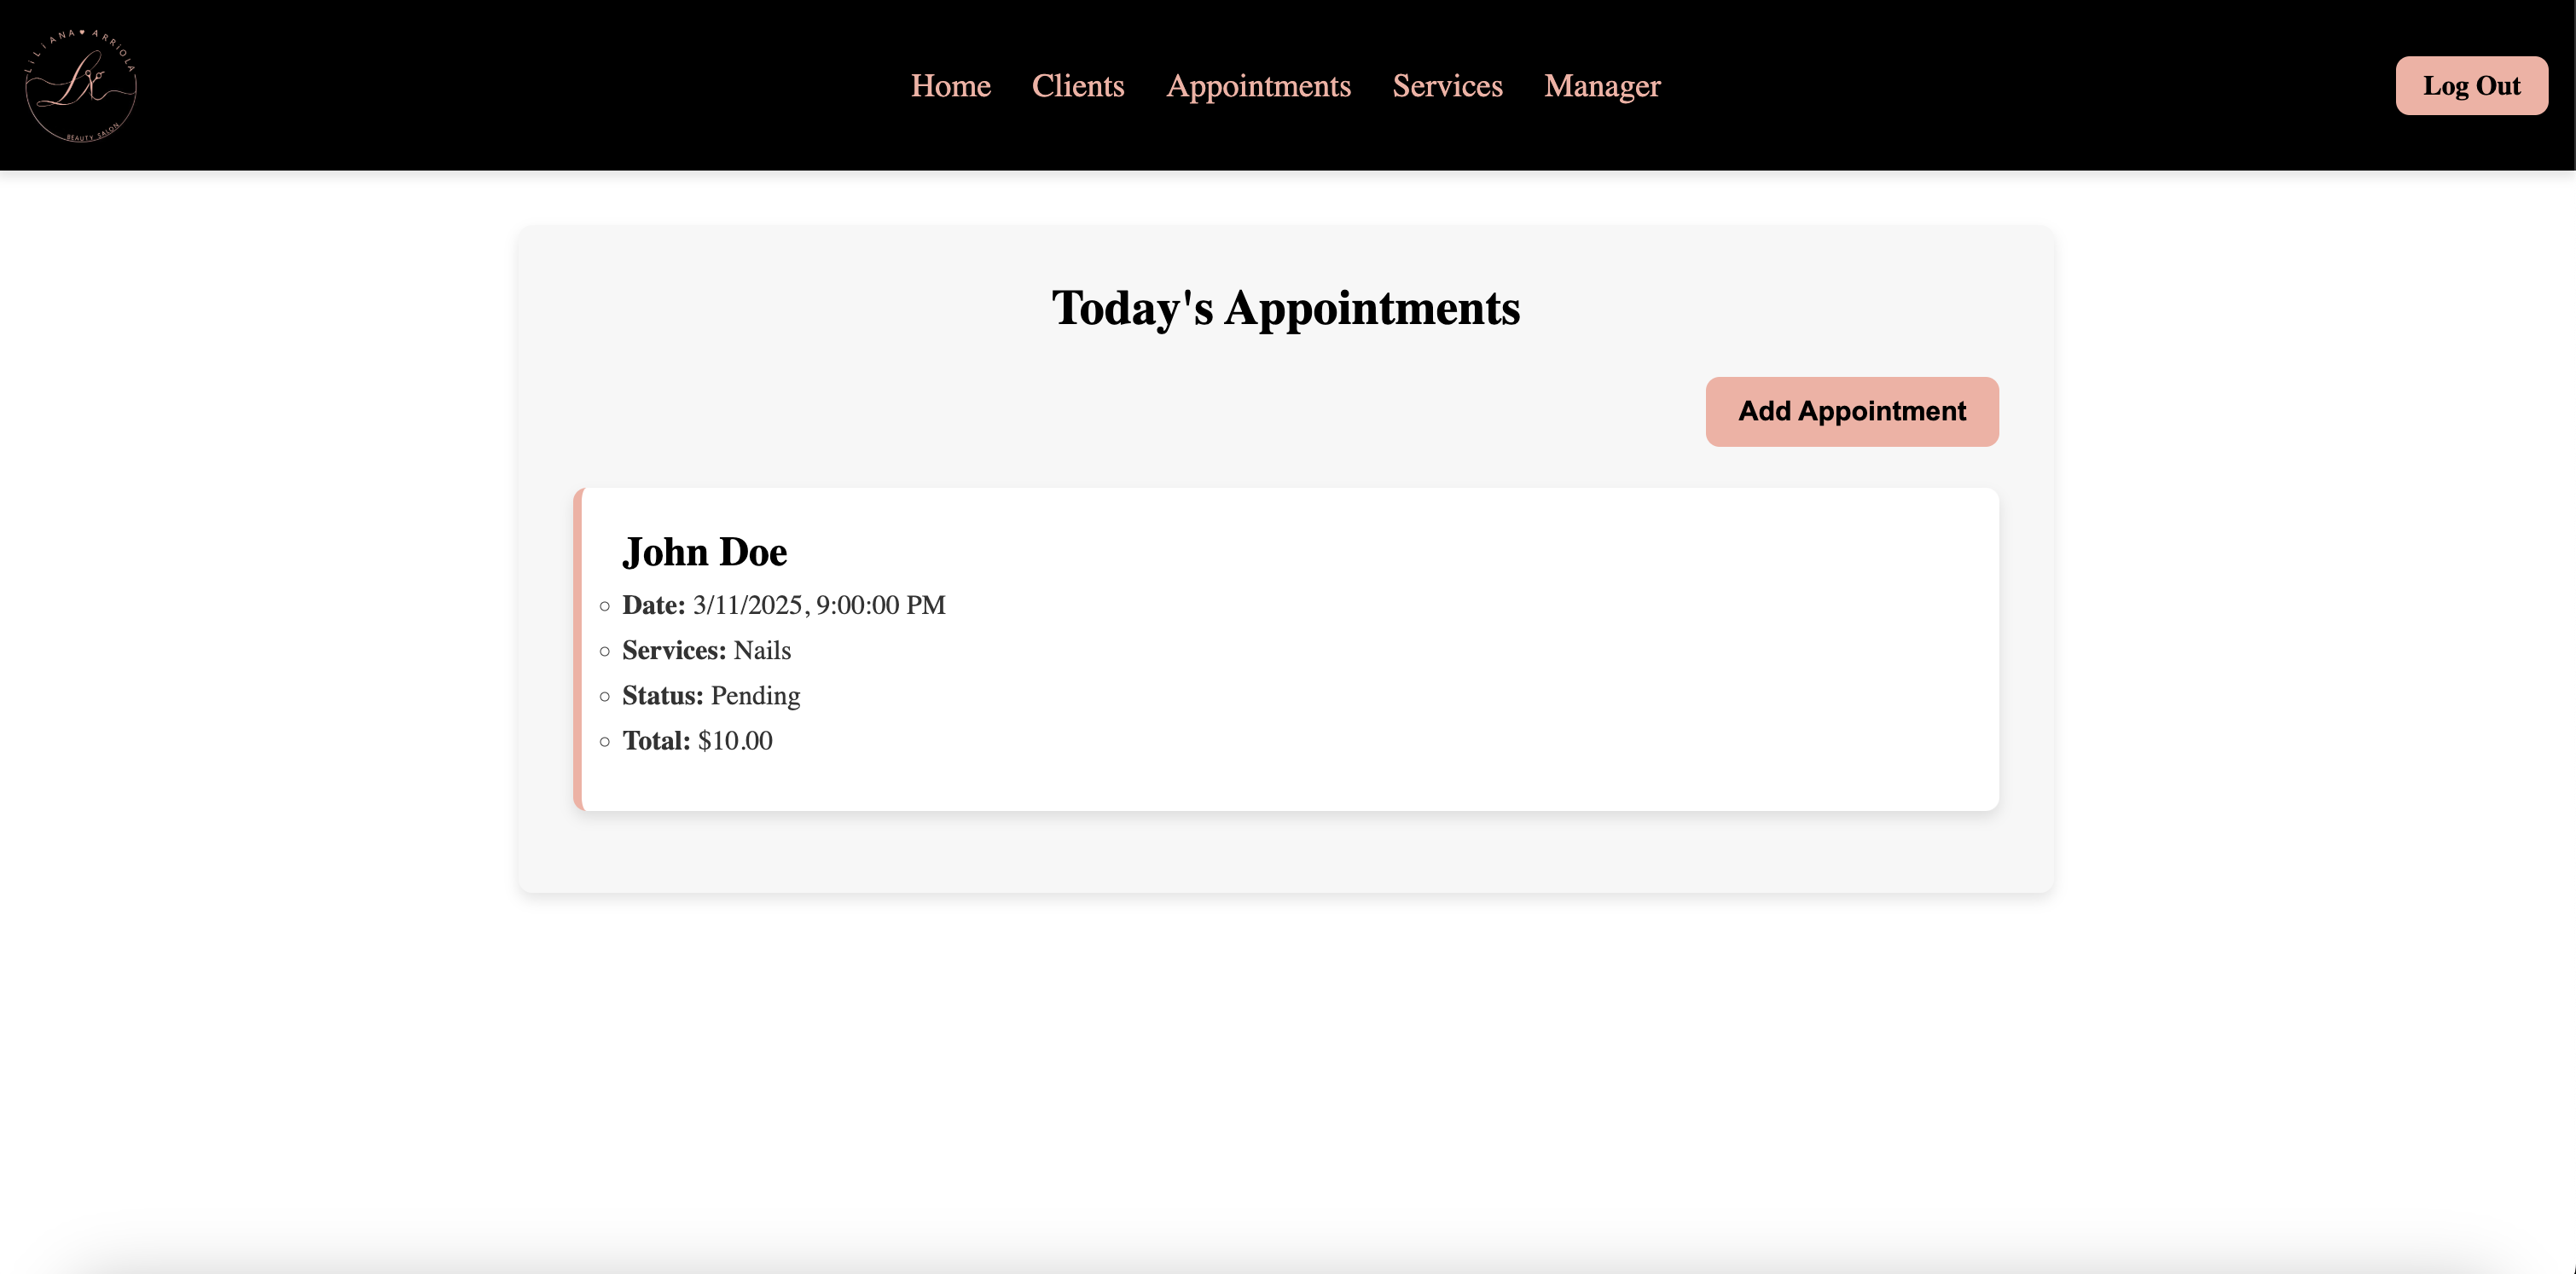 LiLiANA ♥ ARRiOLA
BEAUTY SALON
Home Clients Appointments Services Manager
Log Out
Today's Appointments
Add Appointment
John Doe
Date: 3/11/2025, 9:00:00 PM
Services: Nails
Status: Pending
Total: $10.00